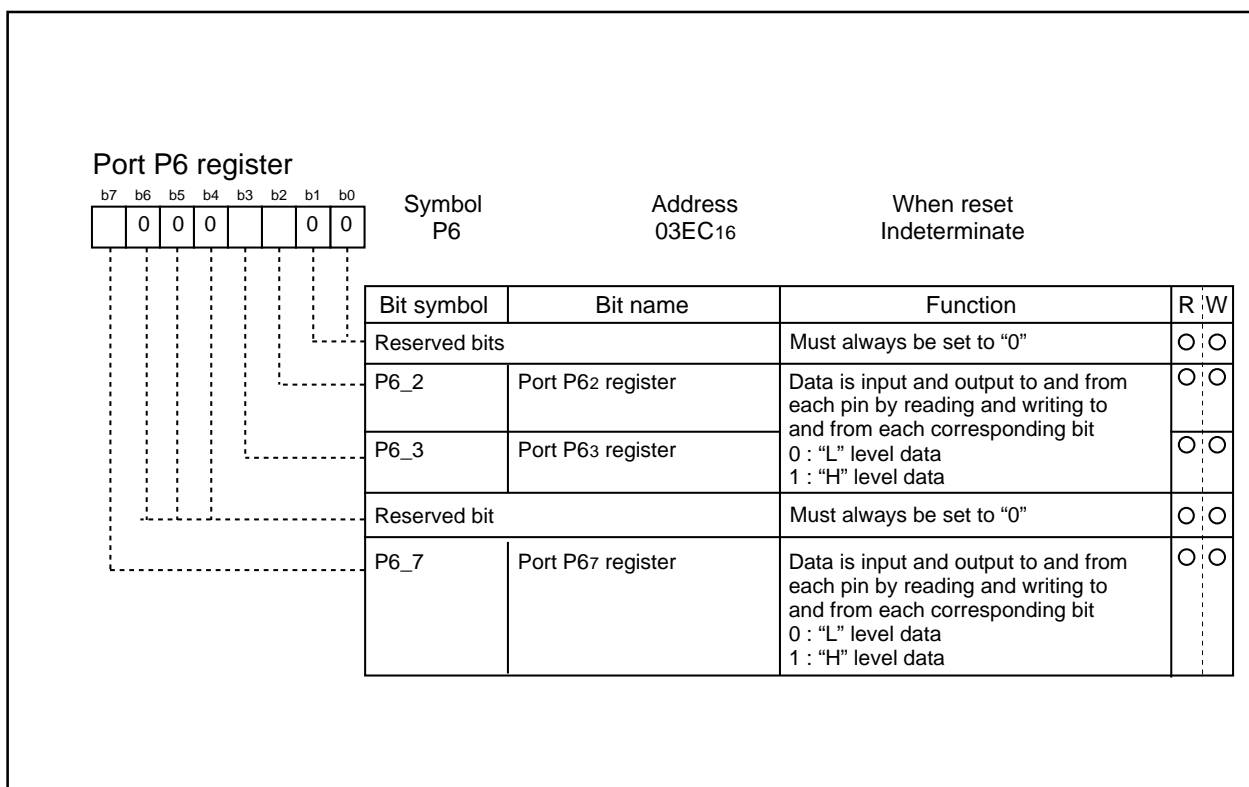 Port P6 register
b7 b6 b5 b4 b3 b2 b1 b0
0 0 0 0 0
Symbol Address When reset
P6 03EC16 Indeterminate
Bit symbol Bit name Function R W
Reserved bits Must always be set to “0”
P6_2 Port P62 register Data is input and output to and from
each pin by reading and writing to
and from each corresponding bit
P6_3 Port P63 register 0 : “L” level data
1 : “H” level data
Reserved bit Must always be set to “0”
P6_7 Port P67 register Data is input and output to and from
each pin by reading and writing to
and from each corresponding bit
0 : “L” level data
1 : “H” level data